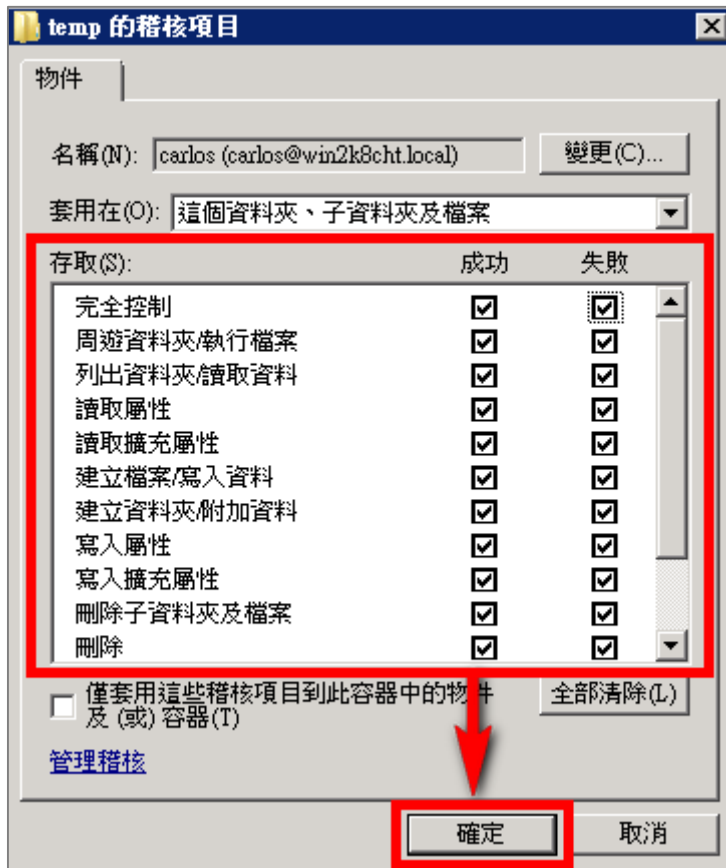 temp 的稽核項目
物件
名稱(N): carlos (carlos@win2k8cht.local) 變更(C)...
套用在(O): 這個資料夾、子資料夾及檔案
存取(S): 成功 失敗
完全控制
周遊資料夾/執行檔案
列出資料夾/讀取資料
讀取屬性
讀取擴充屬性
建立檔案/寫入資料
建立資料夾/附加資料
寫入屬性
寫入擴充屬性
刪除子資料夾及檔案
刪除
僅套用這些稽核項目到此容器中的物件
及 (或) 容器(T)
全部清除(L)
管理稽核
確定 取消